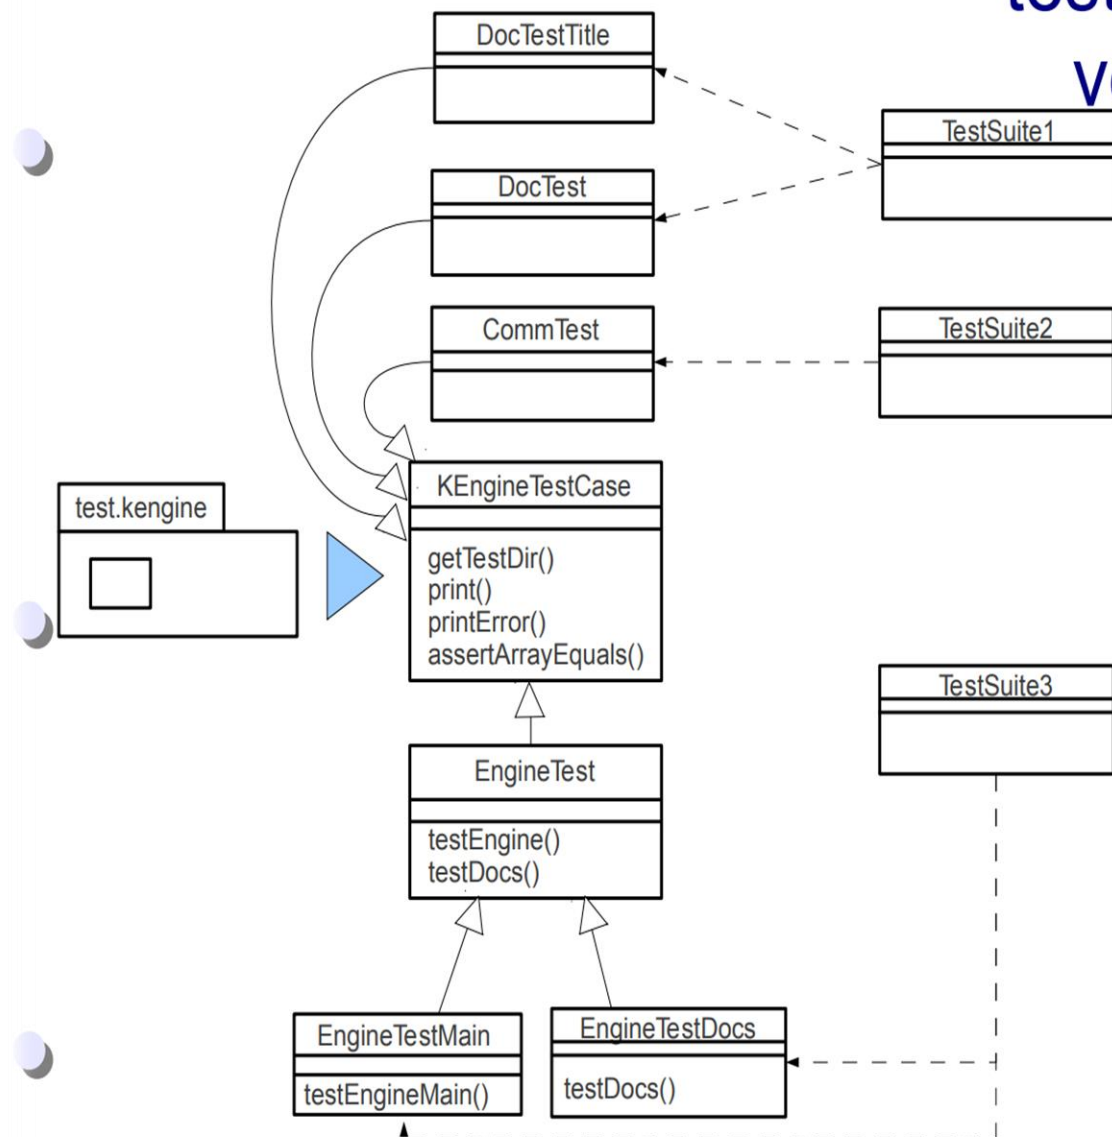 DocTestTitle
TestSuite1
DocTest
CommTest
TestSuite2
KEngineTestCase
test.kengine
getTestDir()
print()
printError()
assertArrayEquals()
TestSuite3
EngineTest
testEngine()
testDocs()
EngineTestMain
testEngineMain()
EngineTestDocs
testDocs()